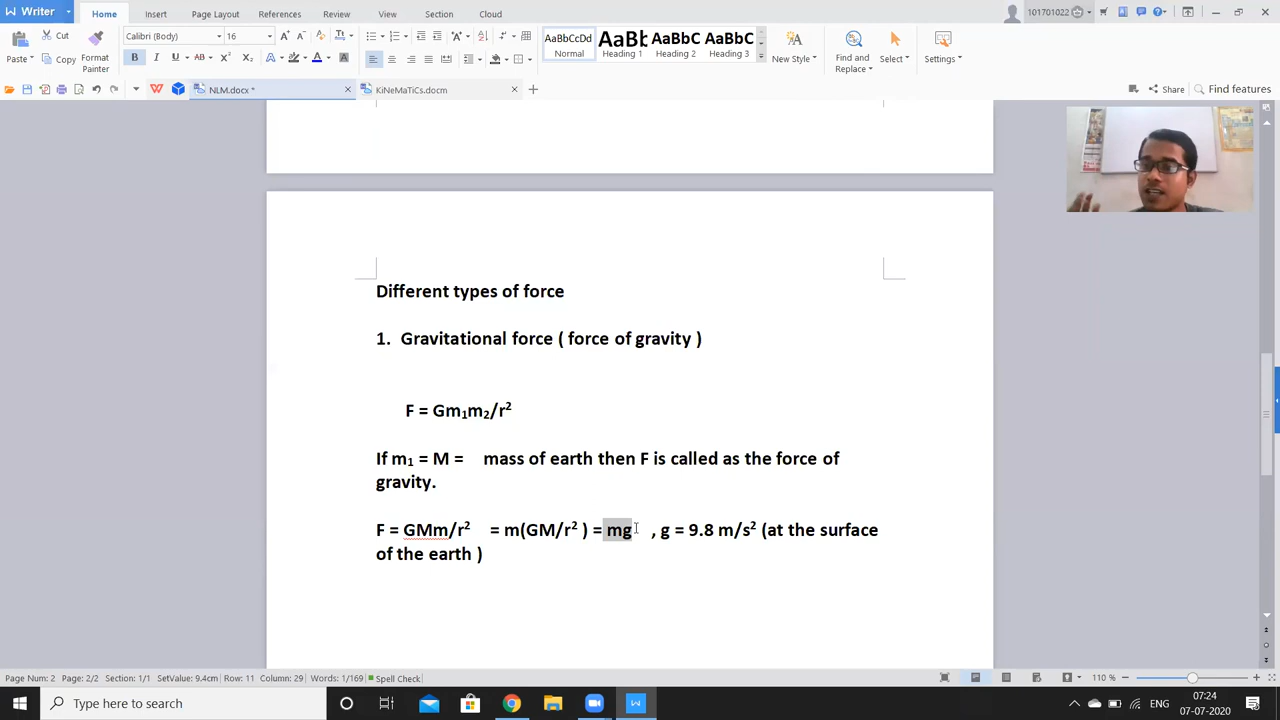 Writer
Home Insert Page Layout References Review View Section Cloud
101701022
Paste Cut Copy Format Painter
Calibri (Body) 16
AaBbCcDd Normal
AaBb Heading 1
AaBbC Heading 2
AaBbC Heading 3
New Style Find and Replace Select Settings
NLM.docx * KiNeMaTiCs.docm
Share Find features
Different types of force
1. Gravitational force ( force of gravity )
F = Gm₁m₂/r²
If m₁ = M = mass of earth then F is called as the force of
gravity.
F = GMm/r² = m(GM/r² ) = mg , g = 9.8 m/s² (at the surface
of the earth )
Page Num: 2 Page: 2/2 Section: 1/1 SetValue: 9.4cm Row: 11 Column: 29 Words: 1/169 Spell Check 110 %
Type here to search
ENG 07:24
07-07-2020